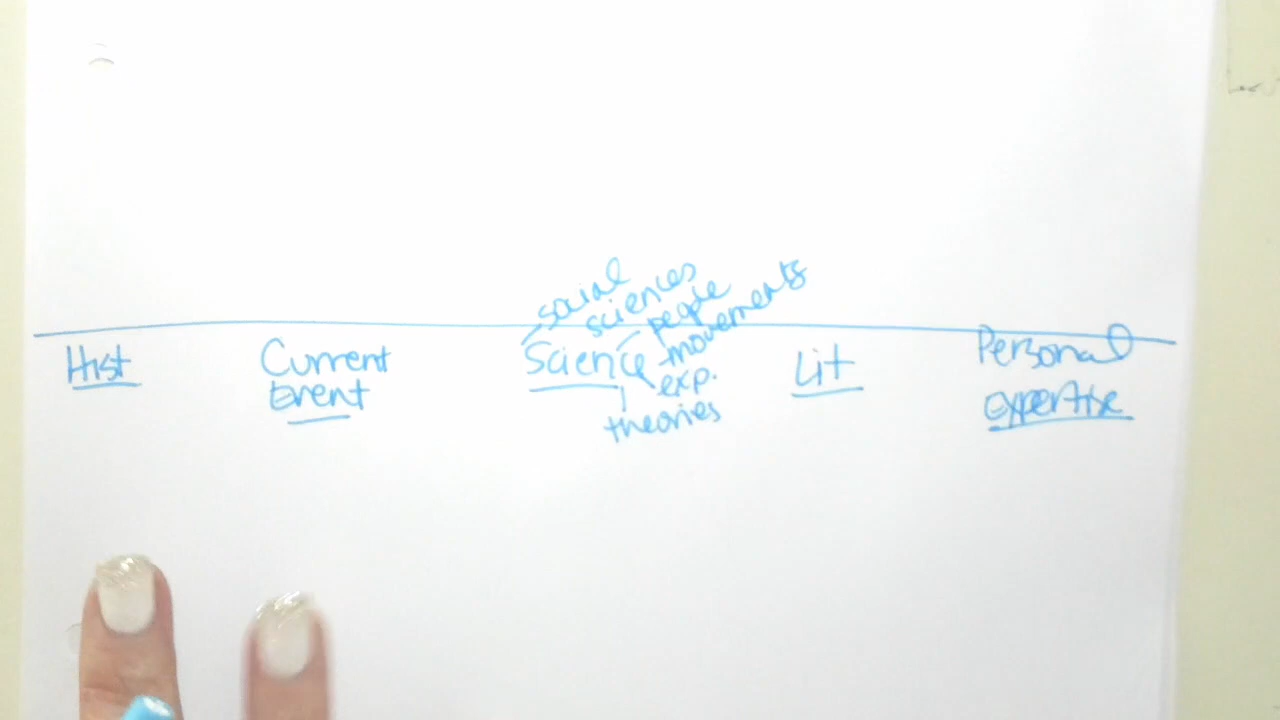 Hist
Current
Event
social
sciences
people
movements
Science
exp.
theories
Lit
Personal
expertise